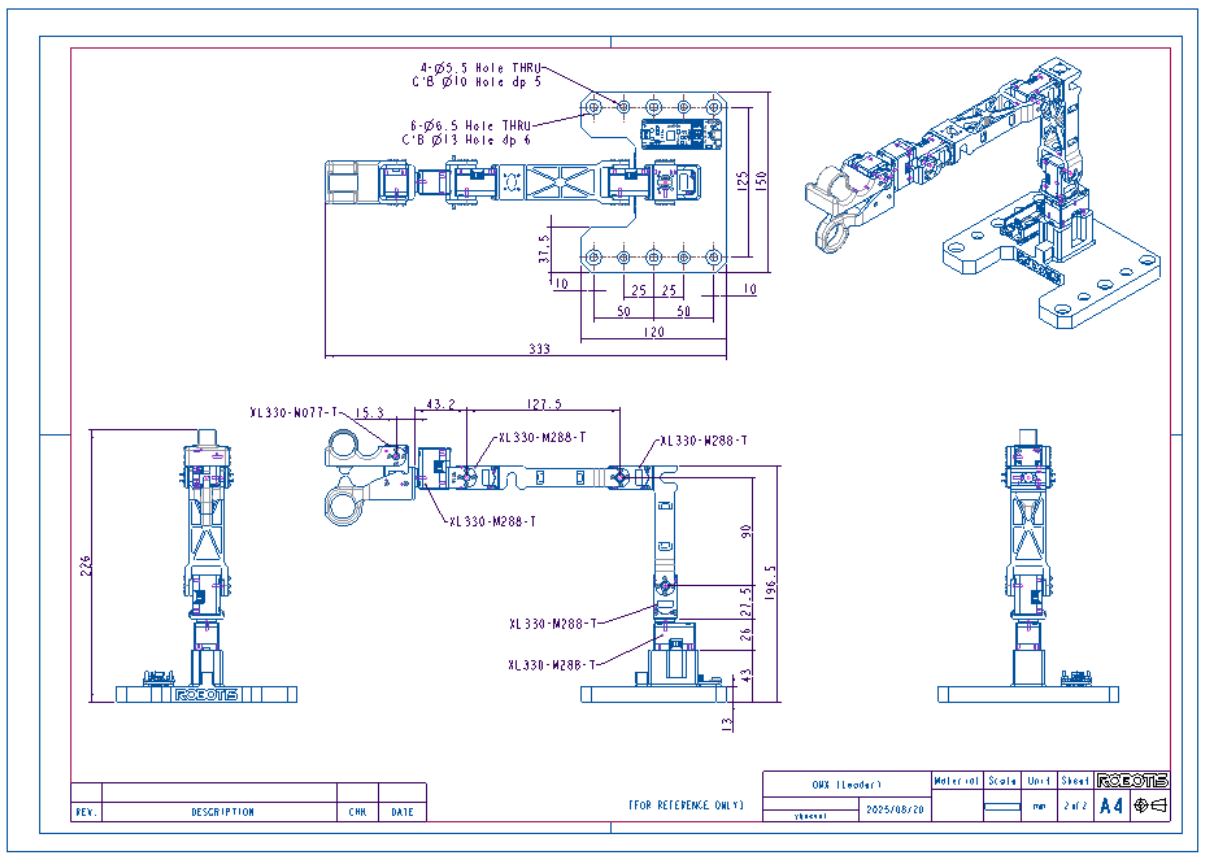 4-Ø5.5 Hole THRU
C'B Ø10 Hole dp 5
6-Ø6.5 Hole THRU
C'B Ø13 Hole dp 6
125
150
37.5
10
25
25
10
50
50
120
333
XL330-M077-T
15.3
43.2
127.5
XL330-M288-T
XL330-M288-T
XL330-M288-T
226
90
196.5
27.5
XL330-M288-T
26
XL330-M288-T
43
13
ROBOTIS
REV.
DESCRIPTION
CHK
DATE
(FOR REFERENCE ONLY)
OMX (Leader)
2025/08/20
Material
Scale
Unit
Sheet
ROBOTIS
mm
2 of 2
A4